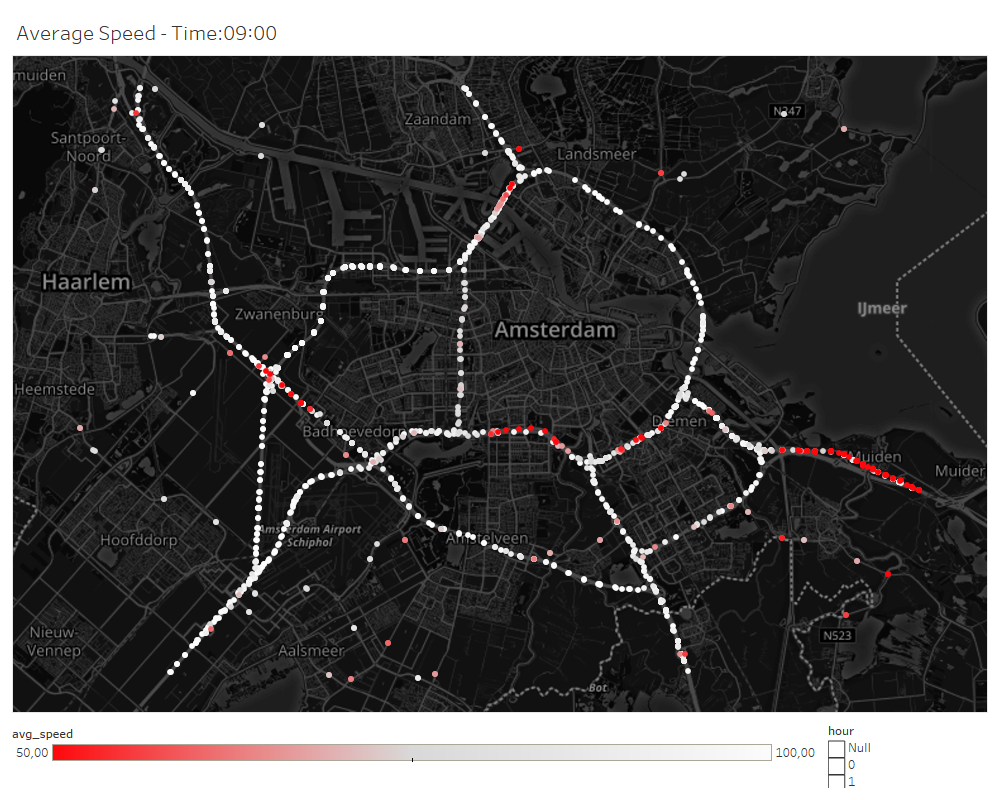 Average Speed - Time:09:00
muiden
N247
Zaandam
Santpoort-
Noord
Landsmeer
Haarlem
IJmeer
Zwanenburg
Amsterdam
Heemstede
Diemen
Badhoevedorp
Muiden
Muider
Amsterdam Airport
Schiphol
Hoofddorp
Amstelveen
Nieuw-
Vennep
N523
Aalsmeer
Bot
avg_speed
50,00
100,00
hour
Null
0
1